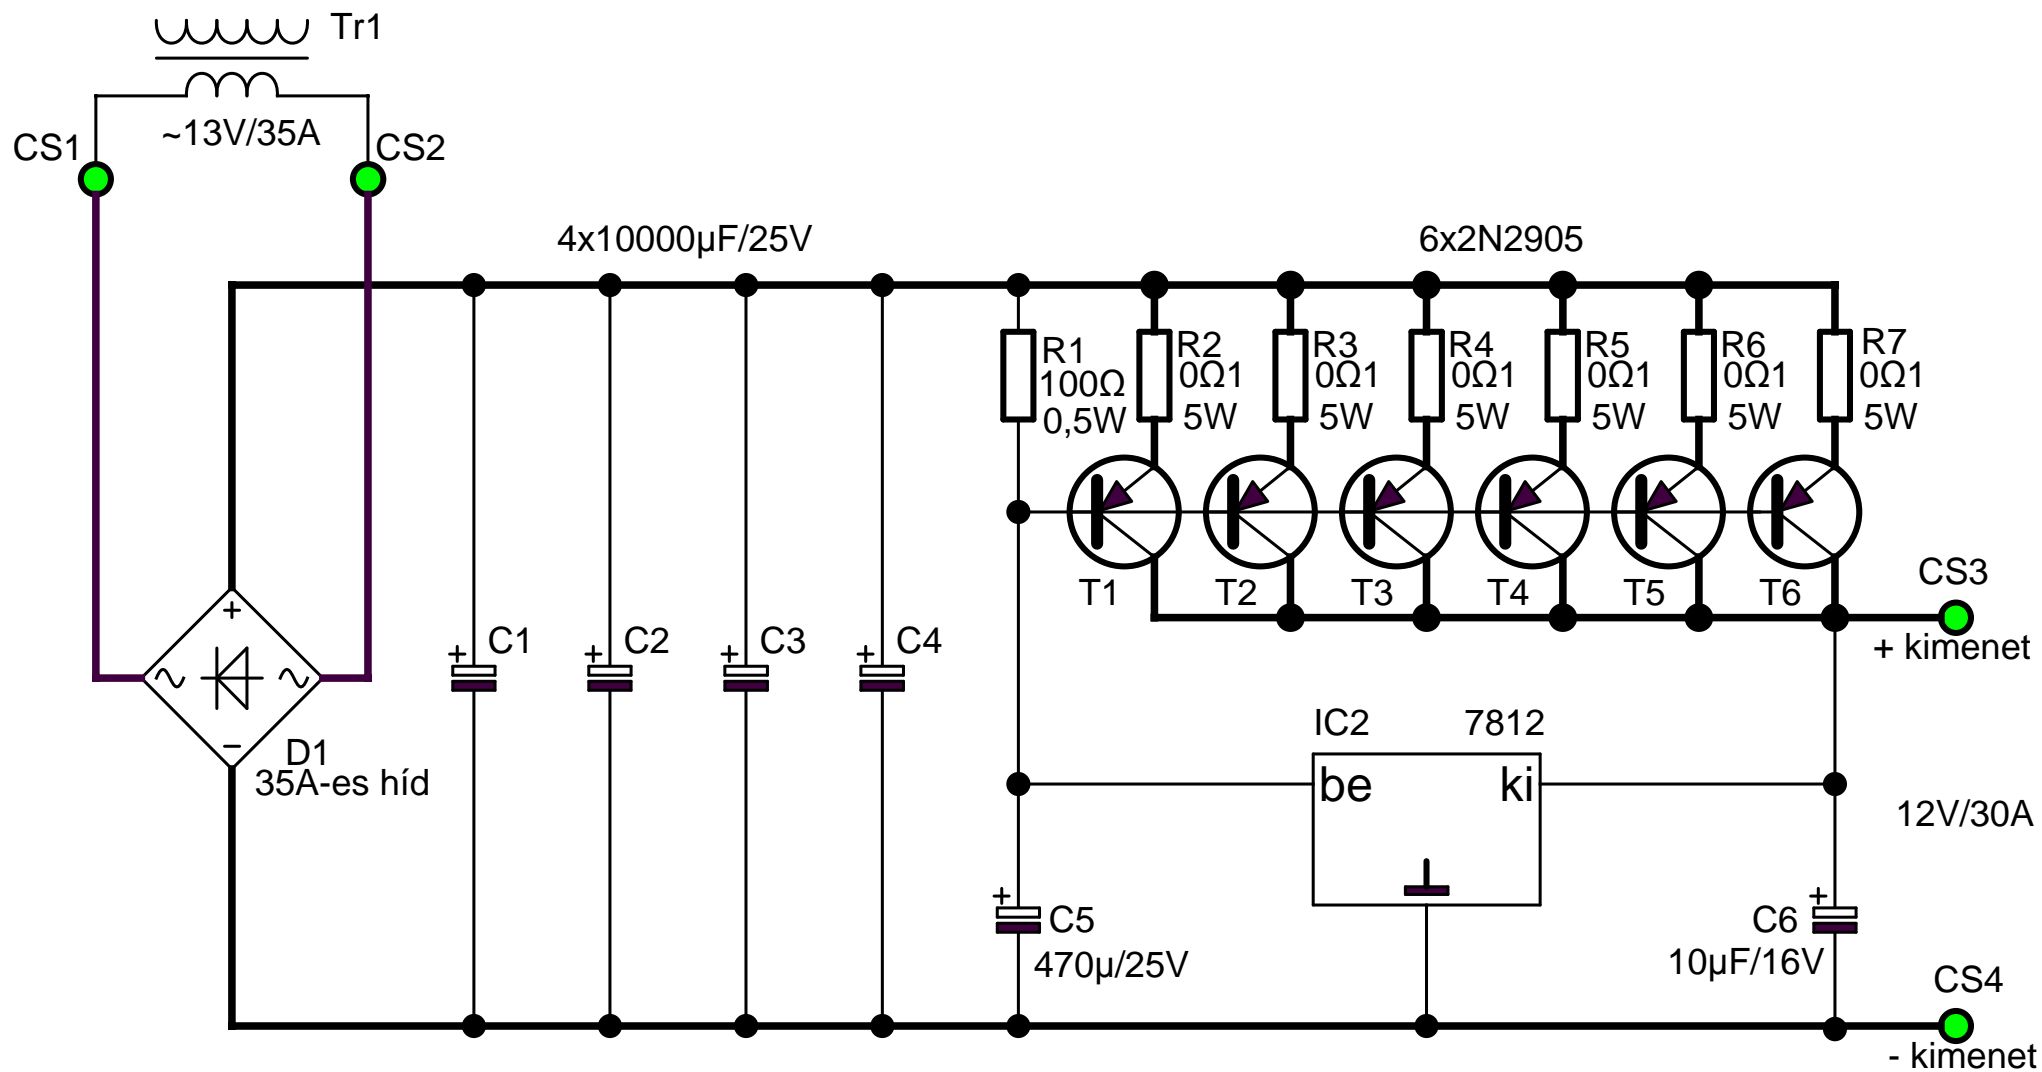 Tr1
~13V/35A
CS1
CS2
4x10000µF/25V
6x2N2905
R1
100Ω
0,5W
R2
0Ω1
5W
R3
0Ω1
5W
R4
0Ω1
5W
R5
0Ω1
5W
R6
0Ω1
5W
R7
0Ω1
5W
T1
T2
T3
T4
T5
T6
CS3
+ kimenet
+
−
D1
35A-es híd
+
C1
+
C2
+
C3
+
C4
IC2
7812
be
ki
12V/30A
+
C5
470µ/25V
+
C6
10µF/16V
CS4
- kimenet